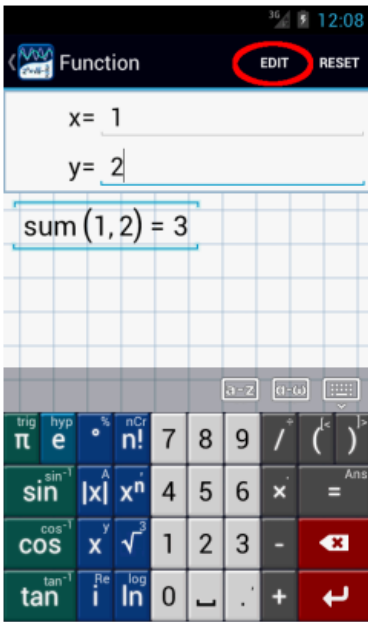 3G 12:08
Function EDIT RESET
x= 1
y= 2
sum (1, 2) = 3
a-z α-ω
trig hyp ° % nCr ÷ [< ]>
π e ° n! 7 8 9 / ( )
sin⁻¹ A Ans
sin |x| xⁿ 4 5 6 × =
cos⁻¹ y 3
cos x √ 1 2 3 -
tan⁻¹ Re log
tan i ln 0 . ' +